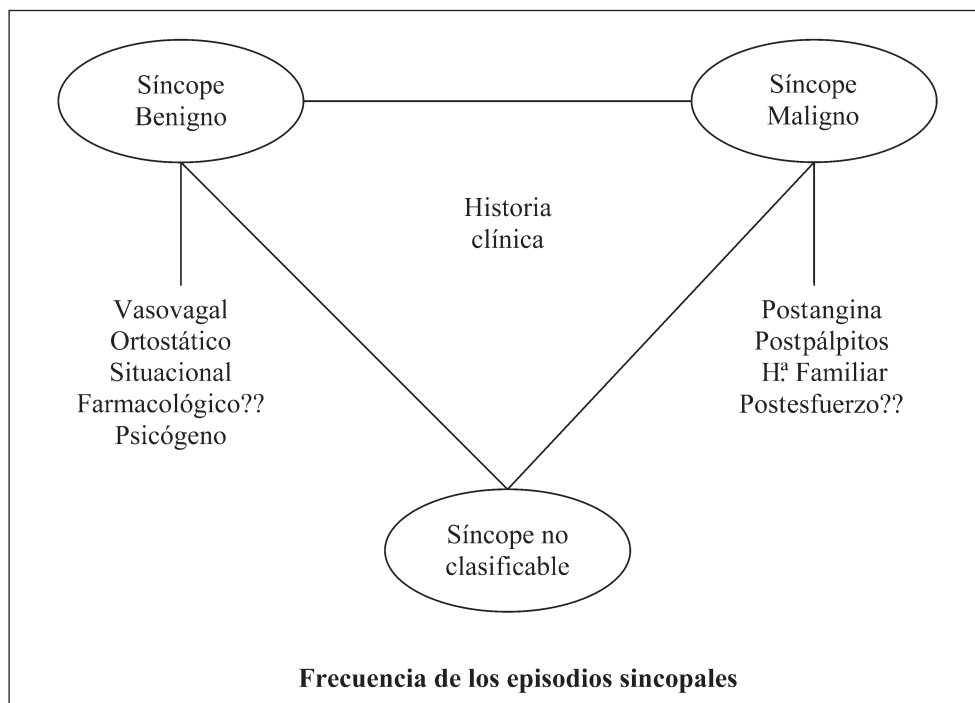 Síncope
Benigno
Síncope
Maligno
Historia
clínica
Vasovagal
Ortostático
Situacional
Farmacológico??
Psicógeno
Postangina
Postpálpitos
H.ª Familiar
Postesfuerzo??
Síncope no
clasificable
Frecuencia de los episodios sincopales